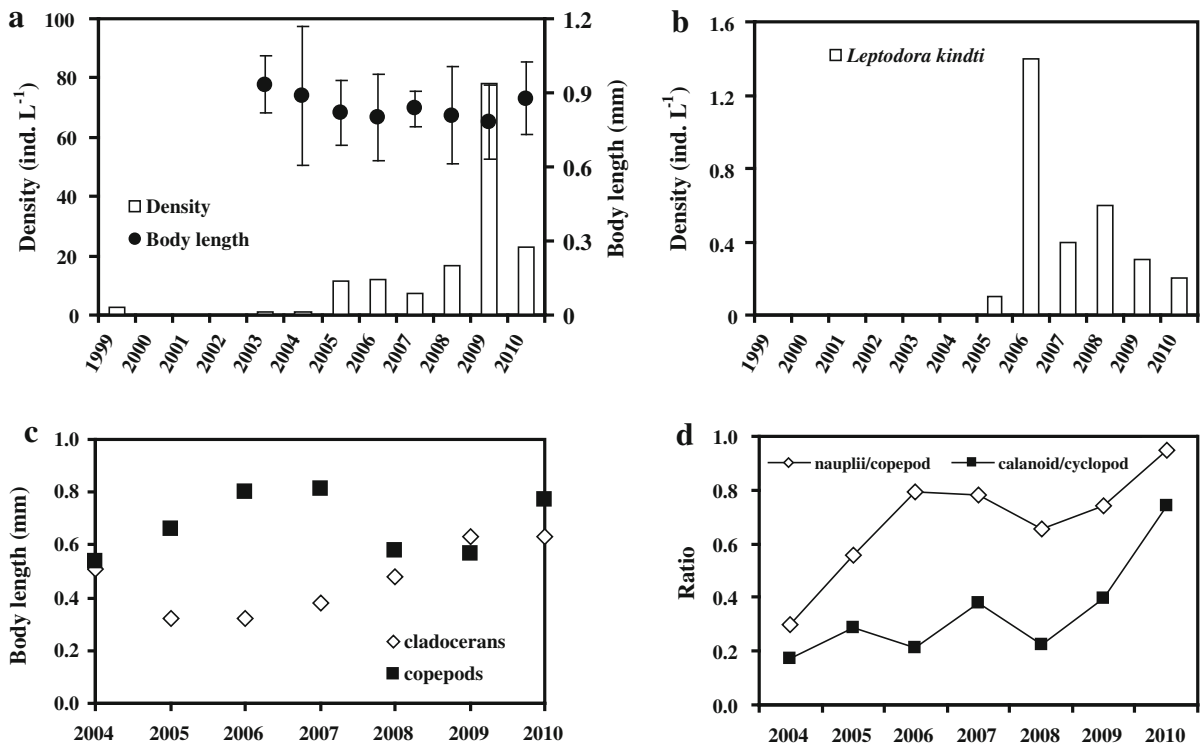 a
100
80
60
40
20
0
Density (ind. L⁻¹)
1.2
0.9
0.6
0.3
0
Body length (mm)
Density
Body length
1999 2000 2001 2002 2003 2004 2005 2006 2007 2008 2009 2010
b
1.6
1.2
0.8
0.4
0
Density (ind. L⁻¹)
Leptodora kindti
1999 2000 2001 2002 2003 2004 2005 2006 2007 2008 2009 2010
c
1.0
0.8
0.6
0.4
0.2
0.0
Body length (mm)
cladocerans
copepods
2004 2005 2006 2007 2008 2009 2010
d
1.0
0.8
0.6
0.4
0.2
0.0
Ratio
nauplii/copepod calanoid/cyclopod
2004 2005 2006 2007 2008 2009 2010